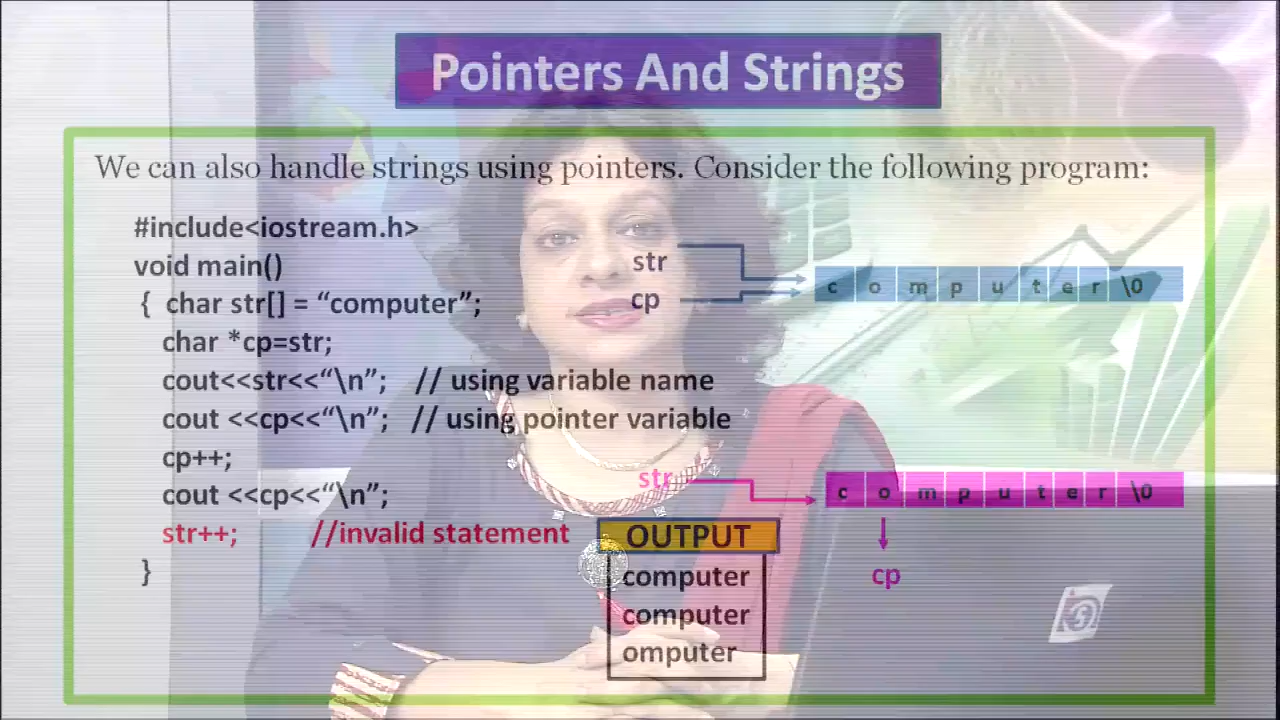 Pointers And Strings
We can also handle strings using pointers. Consider the following program:
#include<iostream.h>
void main()
{ char str[] = “computer”;
char *cp=str;
cout<<str<<“\n”; // using variable name
cout <<cp<<“\n”; // using pointer variable
cp++;
cout <<cp<<“\n”;
str++; //invalid statement
}
str
cp
c o m p u t e r \0
str
c o m p u t e r \0
cp
OUTPUT
computer
computer
omputer